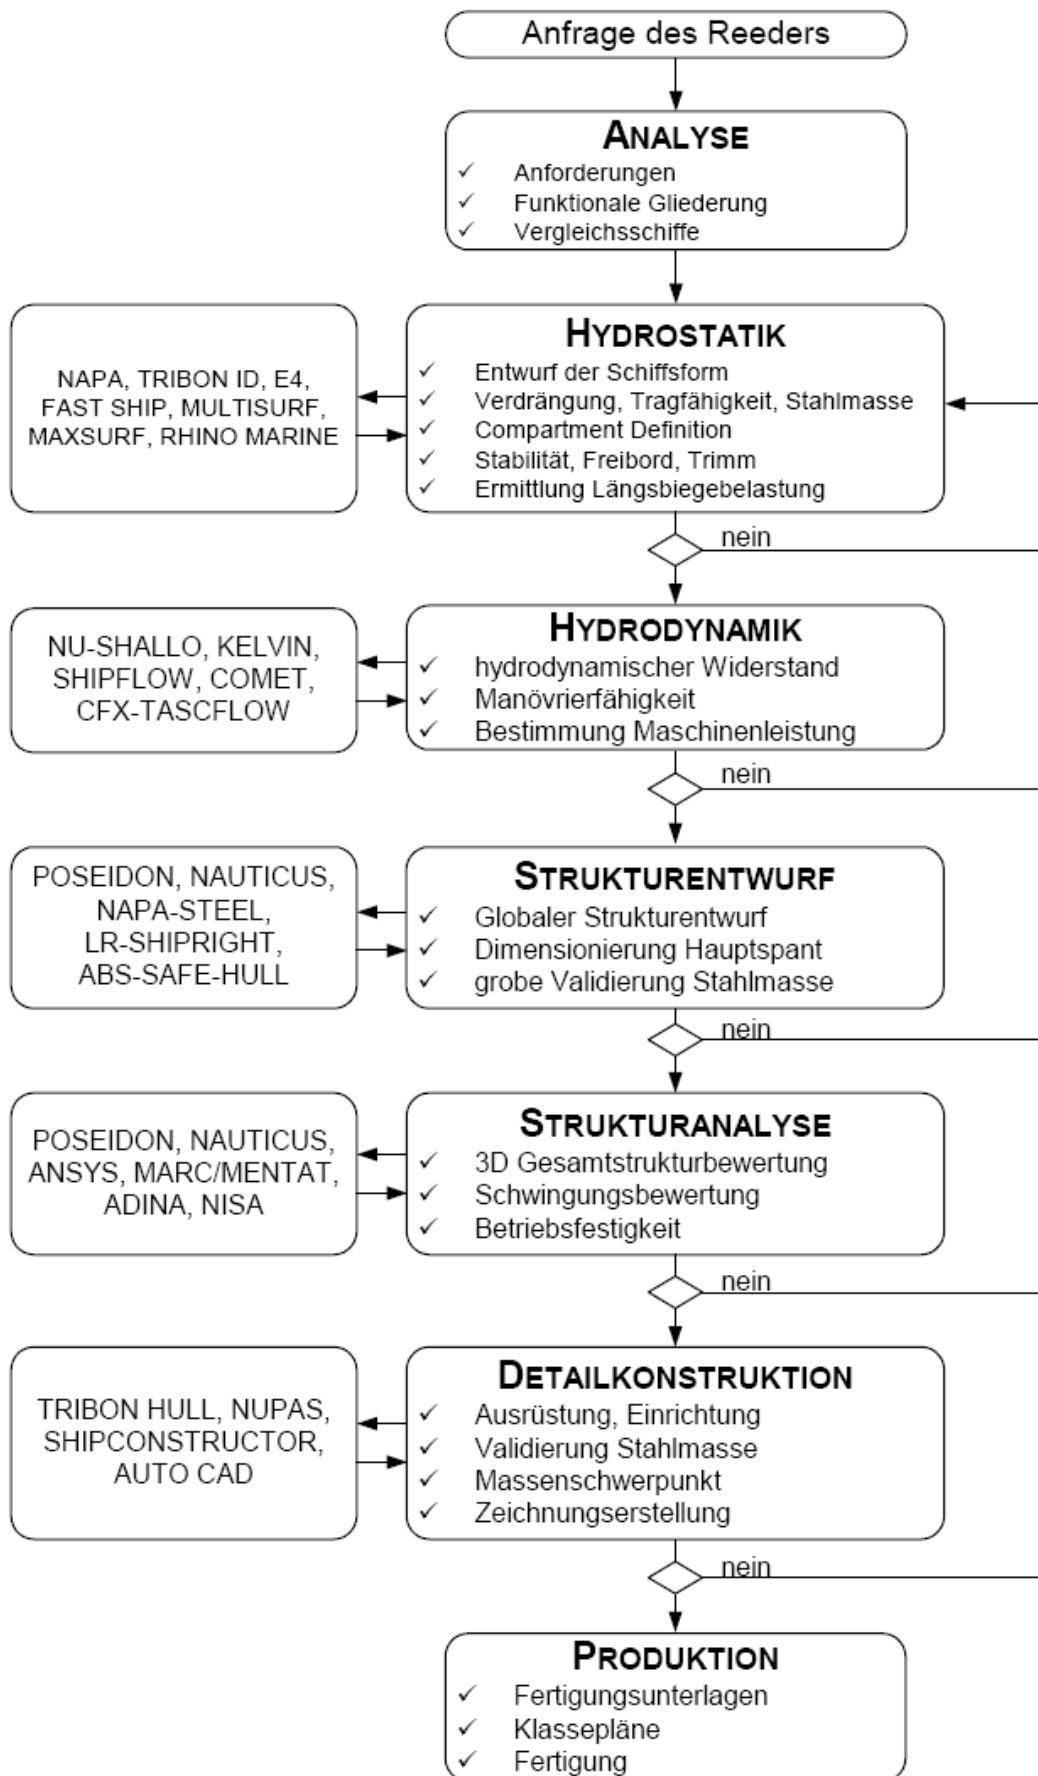 Anfrage des Reeders
ANALYSE
✓ Anforderungen
✓ Funktionale Gliederung
✓ Vergleichsschiffe
NAPA, TRIBON ID, E4,
FAST SHIP, MULTISURF,
MAXSURF, RHINO MARINE
HYDROSTATIK
✓ Entwurf der Schiffsform
✓ Verdrängung, Tragfähigkeit, Stahlmasse
✓ Compartment Definition
✓ Stabilität, Freibord, Trimm
✓ Ermittlung Längsbiegebelastung
nein
NU-SHALLO, KELVIN,
SHIPFLOW, COMET,
CFX-TASCFLOW
HYDRODYNAMIK
✓ hydrodynamischer Widerstand
✓ Manövrierfähigkeit
✓ Bestimmung Maschinenleistung
nein
POSEIDON, NAUTICUS,
NAPA-STEEL,
LR-SHIPRIGHT,
ABS-SAFE-HULL
STRUKTURENTWURF
✓ Globaler Strukturentwurf
✓ Dimensionierung Hauptspant
✓ grobe Validierung Stahlmasse
nein
POSEIDON, NAUTICUS,
ANSYS, MARC/MENTAT,
ADINA, NISA
STRUKTURANALYSE
✓ 3D Gesamtstrukturbewertung
✓ Schwingungsbewertung
✓ Betriebsfestigkeit
nein
TRIBON HULL, NUPAS,
SHIPCONSTRUCTOR,
AUTO CAD
DETAILKONSTRUKTION
✓ Ausrüstung, Einrichtung
✓ Validierung Stahlmasse
✓ Massenschwerpunkt
✓ Zeichnungserstellung
nein
PRODUKTION
✓ Fertigungsunterlagen
✓ Klassepläne
✓ Fertigung